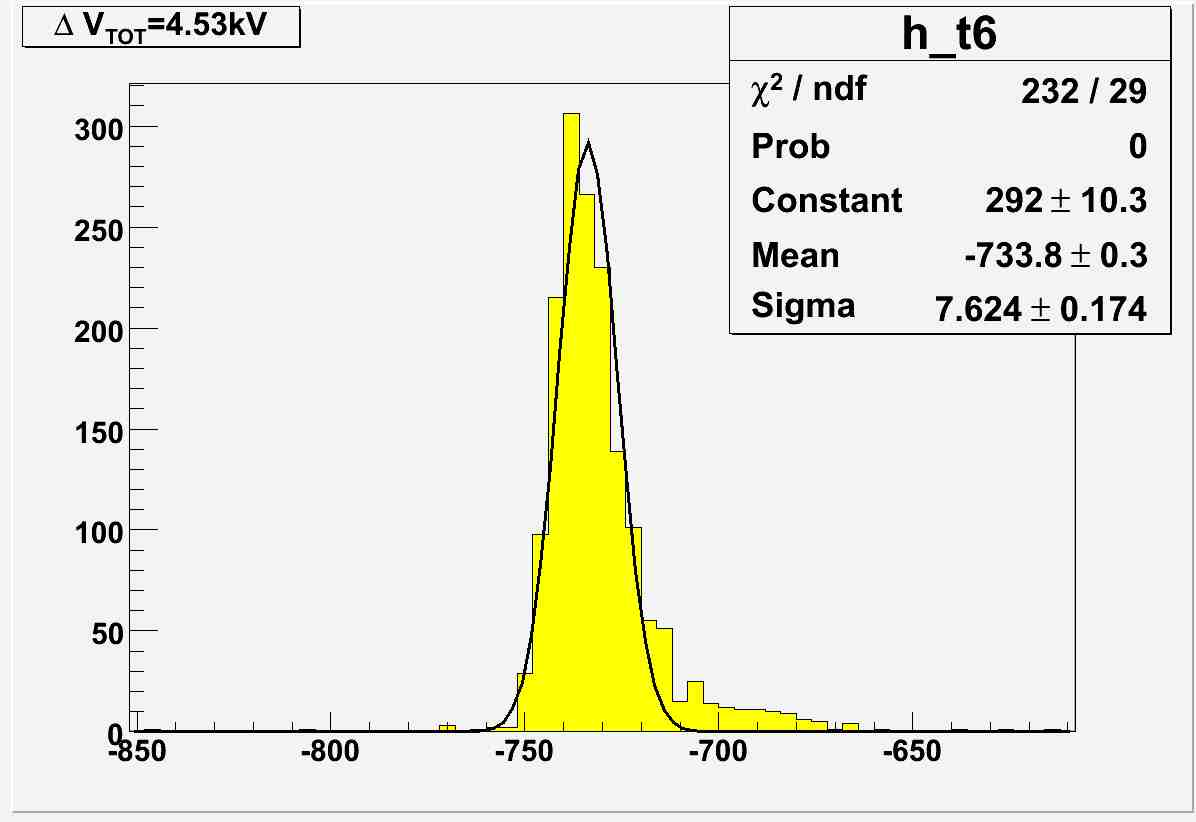 Δ V_TOT=4.53kV
h_t6
χ² / ndf 232 / 29
Prob 0
Constant 292 ± 10.3
Mean -733.8 ± 0.3
Sigma 7.624 ± 0.174
300
250
200
150
100
50
0
-850 -800 -750 -700 -650